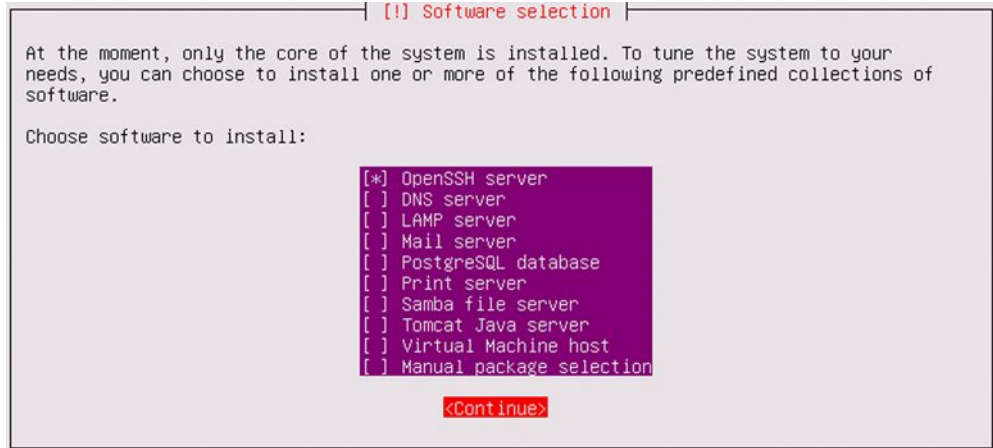 [!] Software selection
At the moment, only the core of the system is installed. To tune the system to your
needs, you can choose to install one or more of the following predefined collections of
software.
Choose software to install:
[*] OpenSSH server
[ ] DNS server
[ ] LAMP server
[ ] Mail server
[ ] PostgreSQL database
[ ] Print server
[ ] Samba file server
[ ] Tomcat Java server
[ ] Virtual Machine host
[ ] Manual package selection
<Continue>